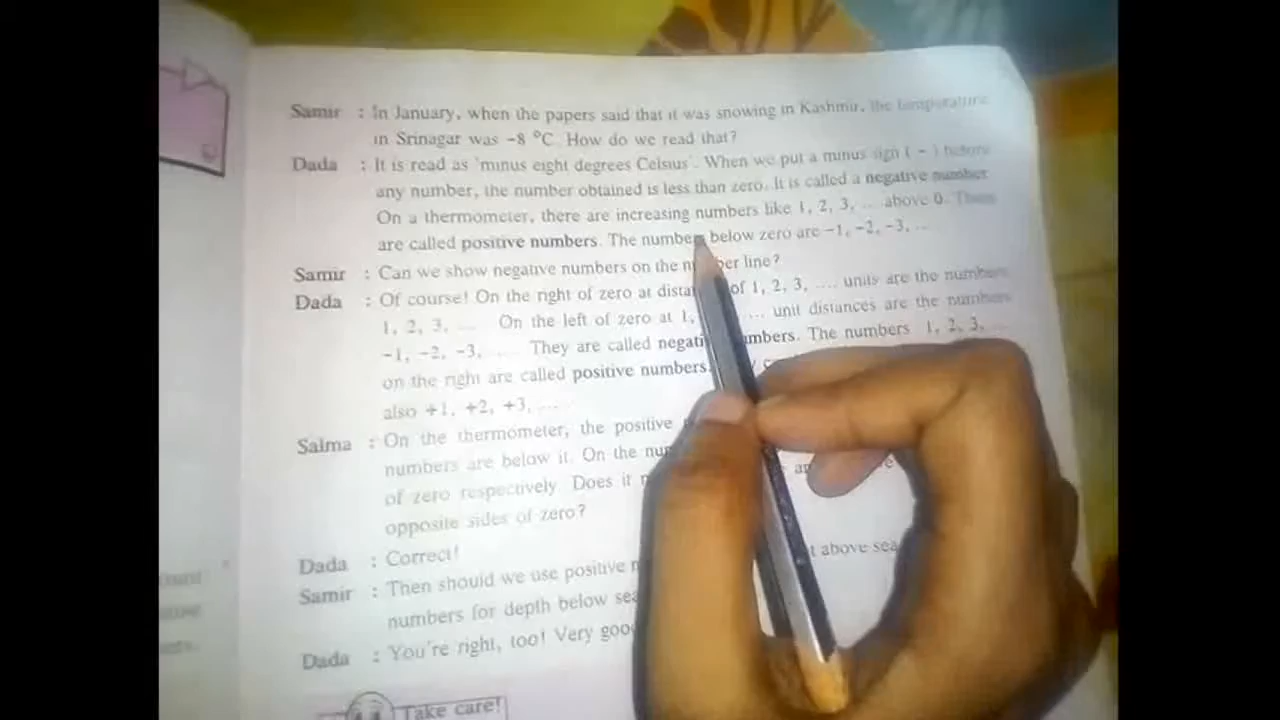 Samir : In January, when the papers said that it was snowing in Kashmir, the temperature
in Srinagar was −8 °C. How do we read that?
Dada : It is read as 'minus eight degrees Celsius'. When we put a minus sign ( − ) before
any number, the number obtained is less than zero. It is called a negative number.
On a thermometer, there are increasing numbers like 1, 2, 3, ... above 0. These
are called positive numbers. The numbers below zero are −1, −2, −3, ...
Samir : Can we show negative numbers on the number line?
Dada : Of course! On the right of zero at of 1, 2, 3, .... units are the numbers
1, 2, 3, ... On the left of zero at 1, .... unit distances are the numbers
−1, −2, −3, .... They are called negative numbers. The numbers 1, 2, 3, ...
on the right are called positive numbers.
also +1, +2, +3, ....
Salma : On the thermometer, the positive
numbers are below it. On the
of zero respectively. Does it
opposite sides of zero?
Dada : Correct!
Samir : Then should we use positive above sea
numbers for depth below
Dada : You're right, too! Very good
Take care!